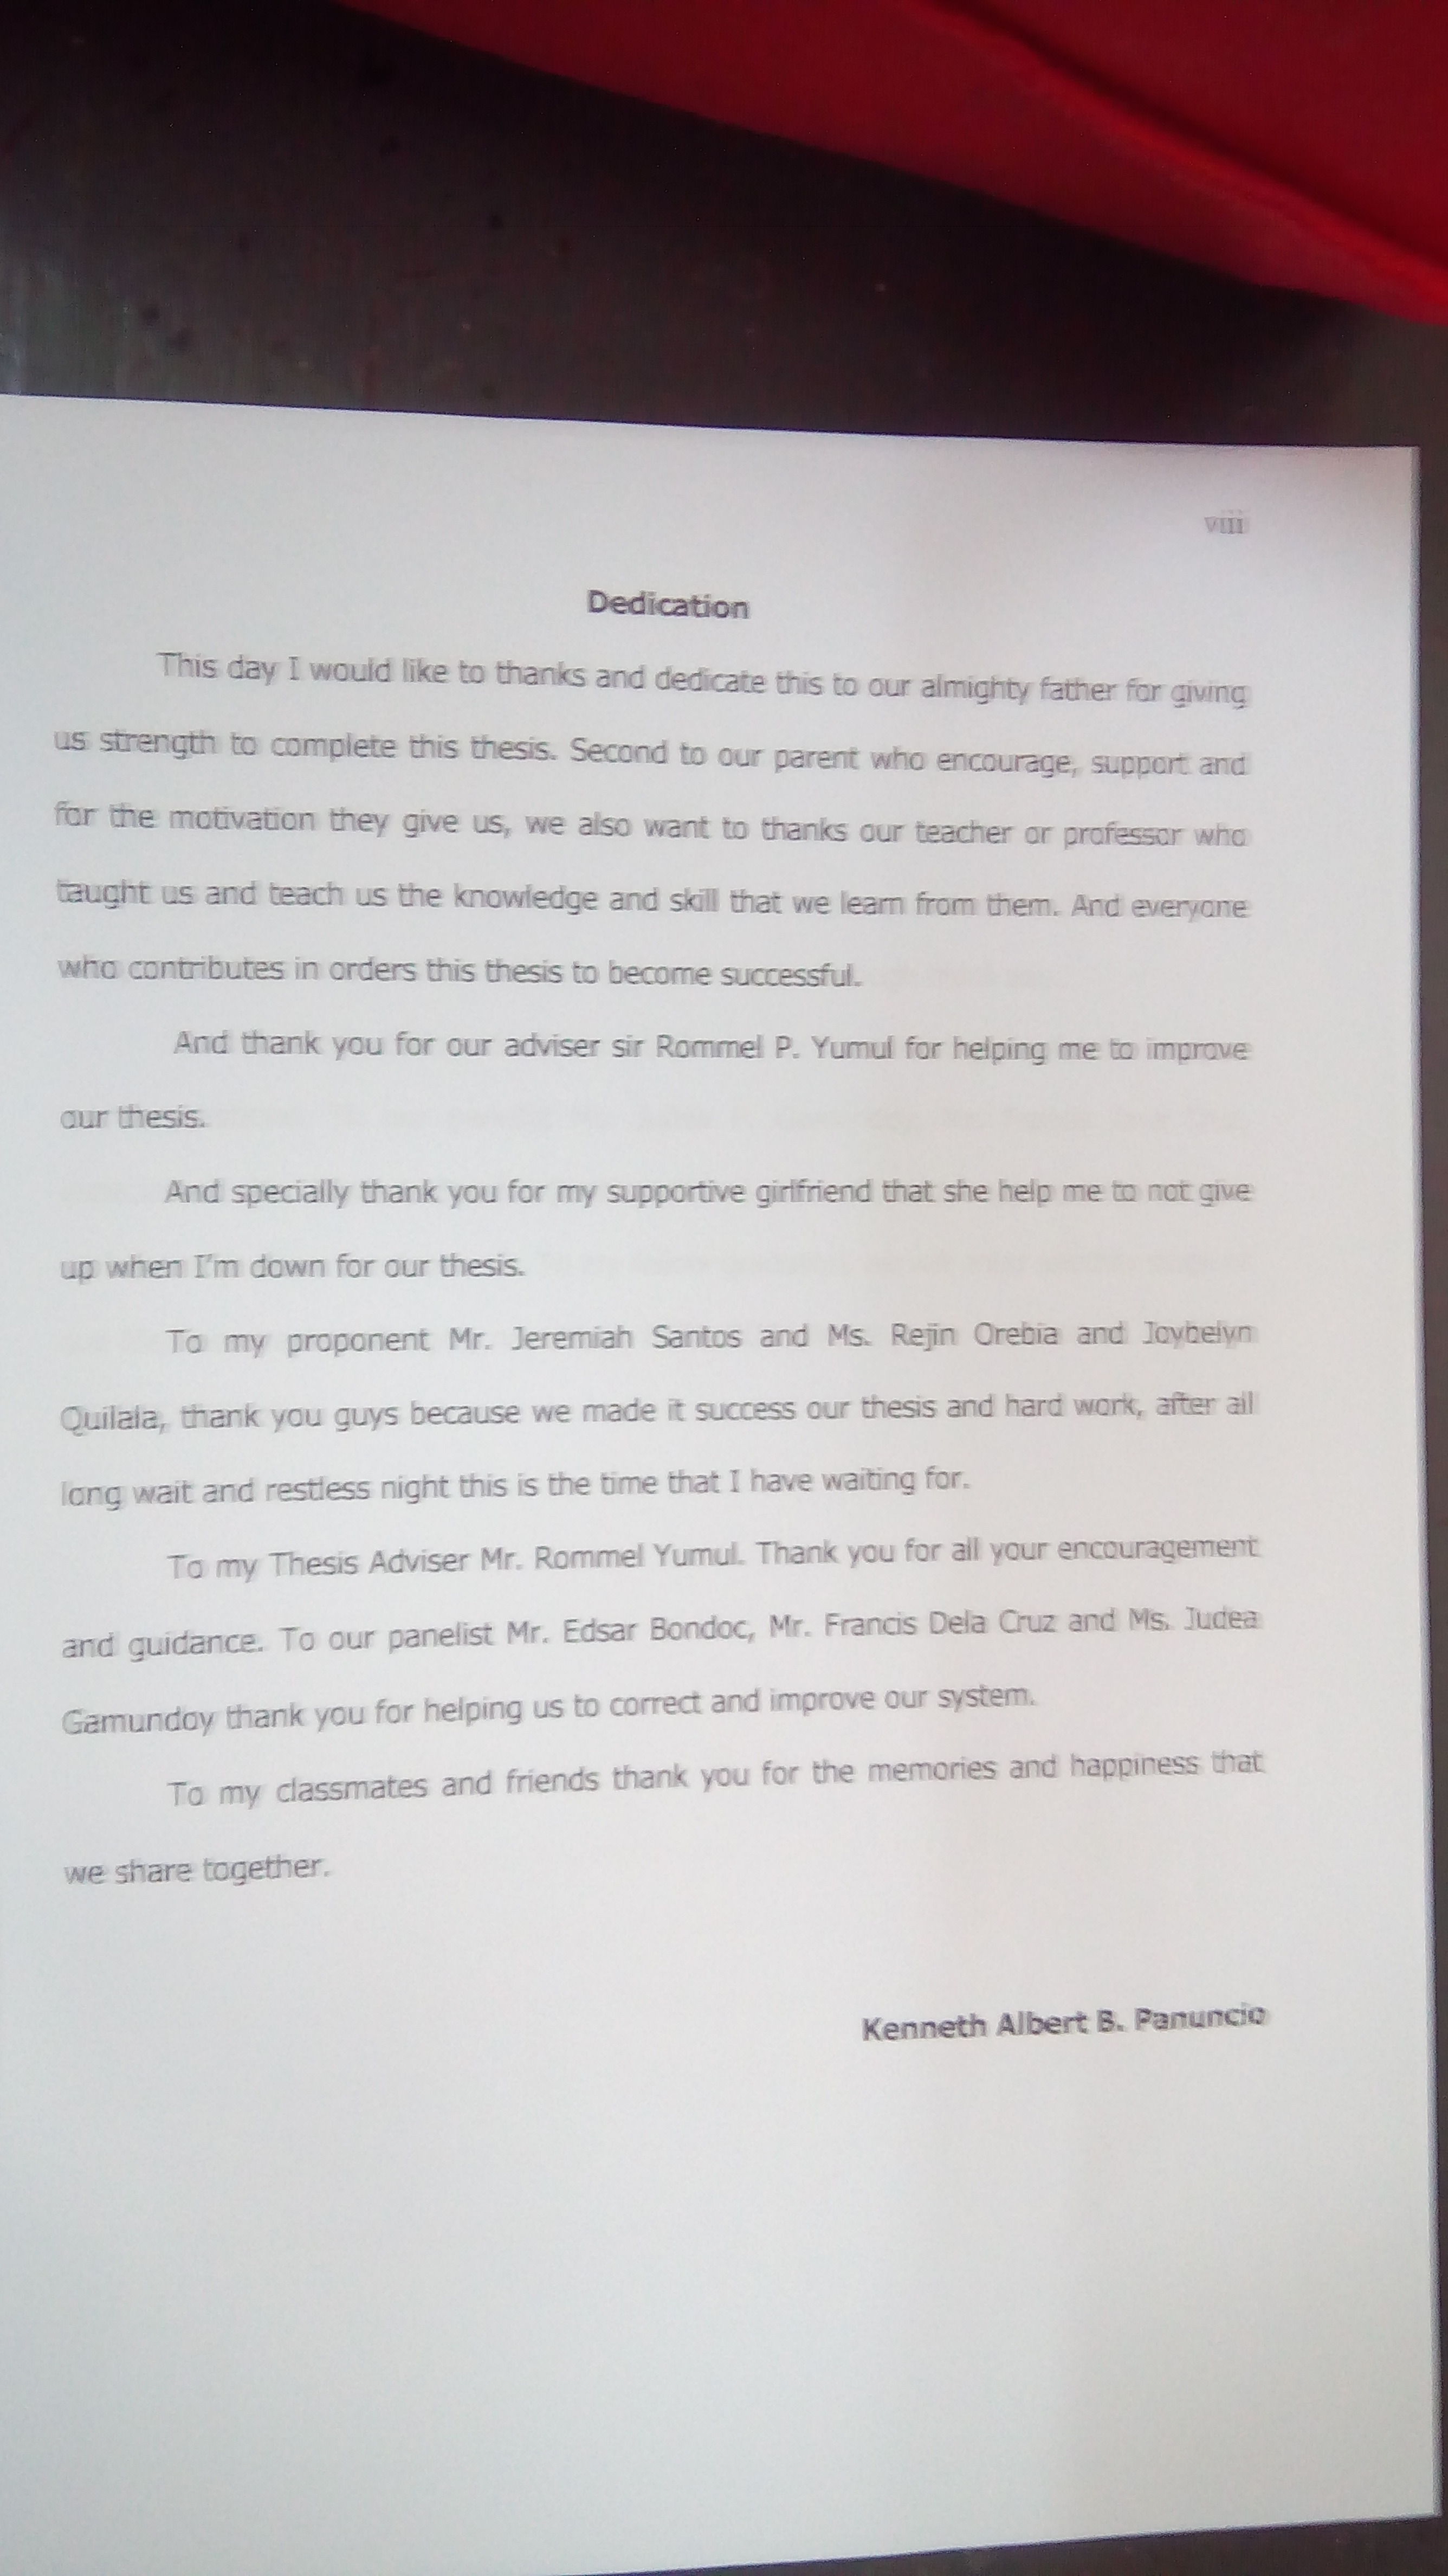 viii
Dedication
This day I would like to thanks and dedicate this to our almighty father for giving
us strength to complete this thesis. Second to our parent who encourage, support and
for the motivation they give us, we also want to thanks our teacher or professor who
taught us and teach us the knowledge and skill that we learn from them. And everyone
who contributes in orders this thesis to become successful.
And thank you for our adviser sir Rommel P. Yumul for helping me to improve
our thesis.
And specially thank you for my supportive girlfriend that she help me to not give
up when I'm down for our thesis.
To my proponent Mr. Jeremiah Santos and Ms. Rejin Orebia and Joybelyn
Quilala, thank you guys because we made it success our thesis and hard work, after all
long wait and restless night this is the time that I have waiting for.
To my Thesis Adviser Mr. Rommel Yumul. Thank you for all your encouragement
and guidance. To our panelist Mr. Edsar Bondoc, Mr. Francis Dela Cruz and Ms. Judea
Gamundoy thank you for helping us to correct and improve our system.
To my classmates and friends thank you for the memories and happiness that
we share together.
Kenneth Albert B. Panuncio